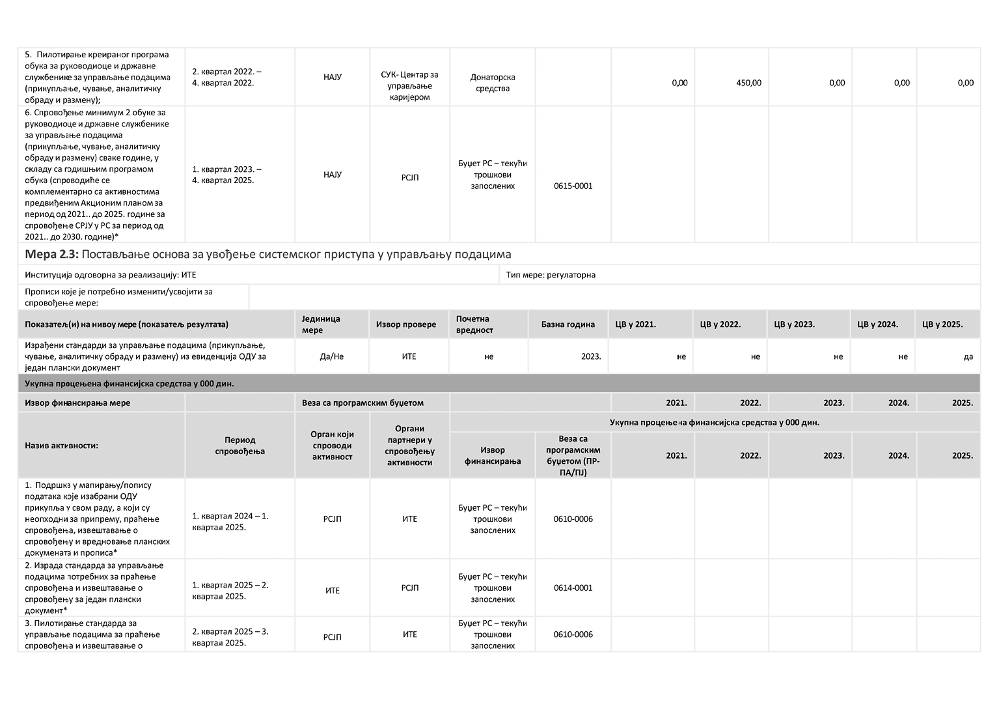 5. Пилотирање креираног програма
обука за руководиоце и државне
службенике за управљање подацима
(прикупљање, чување, аналитичку
обраду и размену);
2. квартал 2022. –
4. квартал 2022.
НАЈУ
СУК- Центар за
управљање
каријером
Донаторска
средства
0,00
450,00
0,00
0,00
0,00
6. Спровођење минимум 2 обуке за
руководиоце и државне службенике
за управљање подацима
(прикупљање, чување, аналитичку
обраду и размену) сваке године, у
складу са годишњим програмом
обука (спроводиће се
комплементарно са активностима
предвиђеним Акционим планом за
период од 2021.. до 2025. године за
спровођење СРЈУ у РС за период од
2021.. до 2030. године)*
1. квартал 2023. –
4. квартал 2025.
НАЈУ
РСЈП
Буџет РС – текући
трошкови
запослених
0615-0001
Мера 2.3: Постављање основа за увођење системског приступа у управљању подацима
Институција одговорна за реализацију: ИТЕ
Тип мере: регулаторна
Прописи које је потребно изменити/усвојити за
спровођење мере:
Показатељ(и) на нивоу мере (показатељ резултата)
Јединица
мере
Извор провере
Почетна
вредност
Базна година
ЦВ у 2021.
ЦВ у 2022.
ЦВ у 2023.
ЦВ у 2024.
ЦВ у 2025.
Израђени стандарди за управљање подацима (прикупљање,
чување, аналитичку обраду и размену) из евиденција ОДУ за
један плански документ
Да/Не
ИТЕ
не
2023.
не
не
не
не
да
Укупна процењена финансијска средства у 000 дин.
Извор финансирања мере
Веза са програмским буџетом
2021.
2022.
2023.
2024.
2025.
Назив активности:
Период
спровођења
Орган који
спроводи
активност
Органи
партнери у
спровођењу
активности
Укупна процењена финансијска средства у 000 дин.
Извор
финансирања
Веза са
програмским
буџетом (ПР-
ПА/ПЈ)
2021.
2022.
2023.
2024.
2025.
1. Подршка у мапирању/попису
података које изабрани ОДУ
прикупља у свом раду, а који су
неопходни за припрему, праћење
спровођења, извештавање о
спровођењу и вредновање планских
докумената и прописа*
1. квартал 2024 – 1.
квартал 2025.
РСЈП
ИТЕ
Буџет РС – текући
трошкови
запослених
0610-0006
2. Израда стандарда за управљање
подацима потребних за праћење
спровођења и извештавање о
спровођењу за један плански
документ*
1. квартал 2025 – 2.
квартал 2025.
ИТЕ
РСЈП
Буџет РС – текући
трошкови
запослених
0614-0001
3. Пилотирање стандарда за
управљање подацима за праћење
спровођења и извештавање о
2. квартал 2025 – 3.
квартал 2025.
РСЈП
ИТЕ
Буџет РС – текући
трошкови
запослених
0610-0006